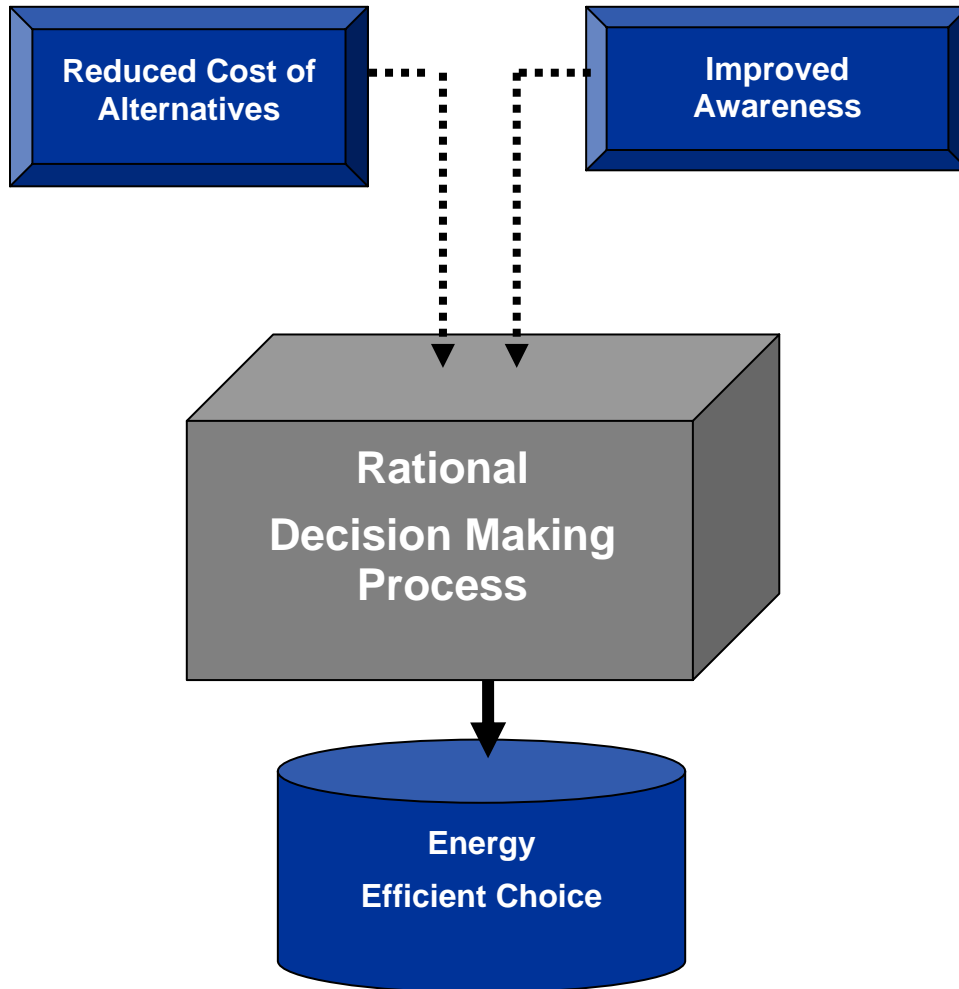 Reduced Cost of
Alternatives
Improved
Awareness
Rational
Decision Making
Process
Energy
Efficient Choice